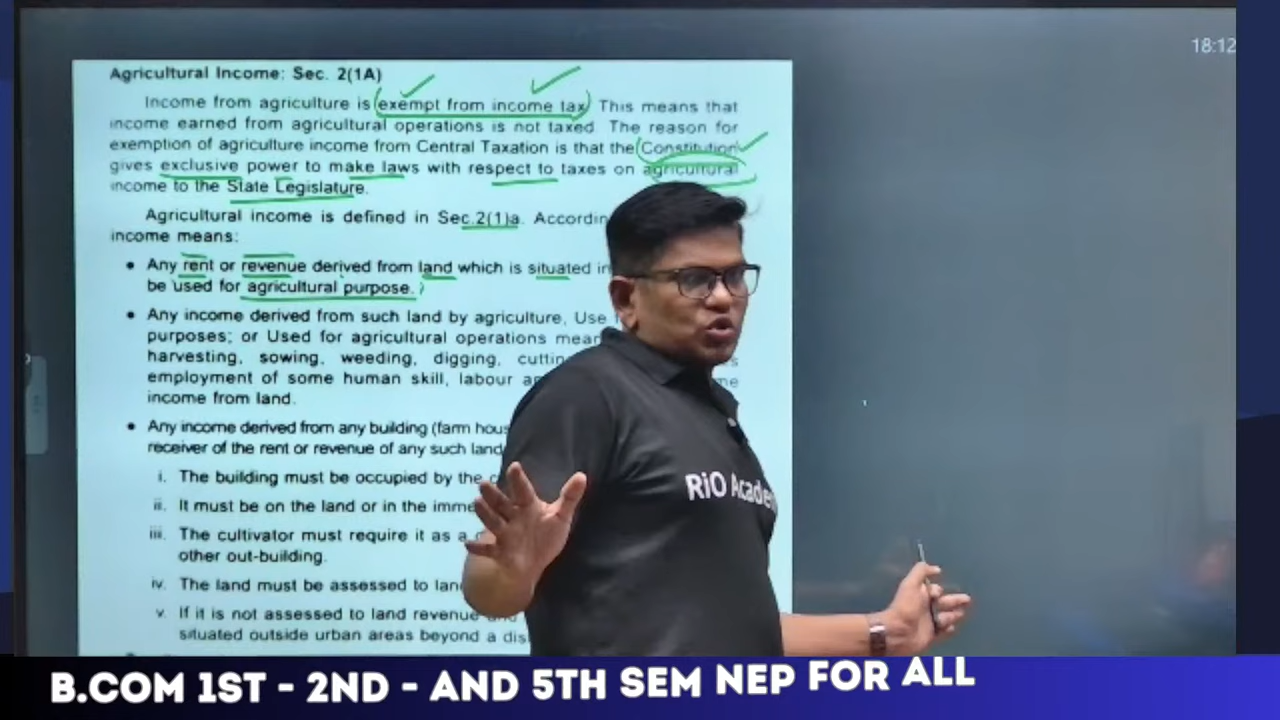 18:12
Agricultural Income: Sec. 2(1A)
Income from agriculture is exempt from income tax. This means that
income earned from agricultural operations is not taxed. The reason for
exemption of agriculture income from Central Taxation is that the Constitution
gives exclusive power to make laws with respect to taxes on agricultural
income to the State Legislature.
Agricultural income is defined in Sec.2(1)a.
income means:
• Any rent or revenue derived from land which is situated
be used for agricultural purpose.
• Any income derived from such land by agriculture, Use
purposes; or Used for agricultural operations
harvesting, sowing, weeding, digging,
employment of some human skill, labour
income from land.
• Any income derived from any building (farm
receiver of the rent or revenue of any such land
i. The building must be occupied by the
ii. It must be on the land or in the
iii. The cultivator must require it as a
other out-building.
iv. The land must be assessed to
v. If it is not assessed to land revenue
situated outside urban areas beyond a
RiO
B.COM 1ST - 2ND - AND 5TH SEM NEP FOR ALL